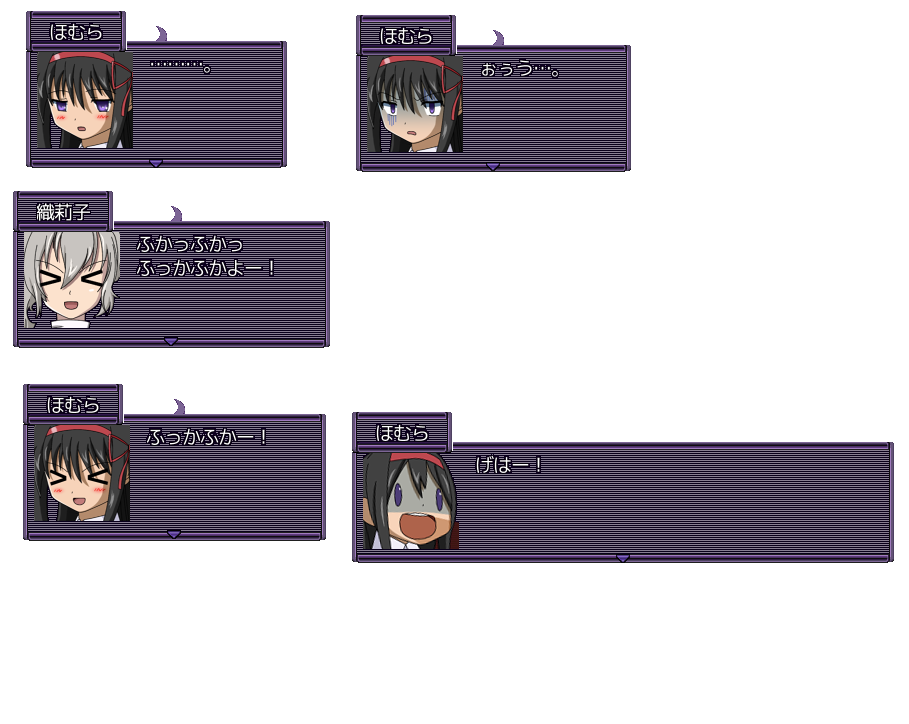 ほむら
………。
ほむら
ぉぅう…。
織莉子
ふかっふかっ
ふっかふかよー！
ほむら
ふっかふかー！
ほむら
げはー！